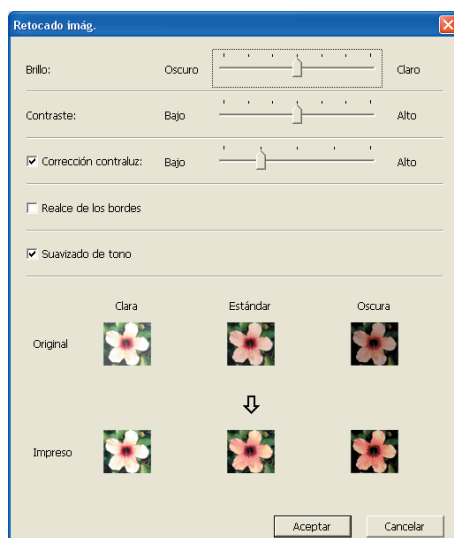 Retocado imág.
Brillo: Oscuro Claro
Contraste: Bajo Alto
Corrección contraluz: Bajo Alto
Realce de los bordes
Suavizado de tono
Clara Estándar Oscura
Original
Impreso
Aceptar Cancelar